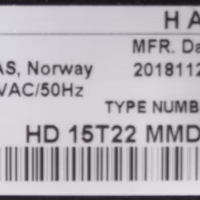 H A
MFR. Da
AS, Norway
2018112
VAC/50Hz
TYPE NUMB
HD 15T22 MMD